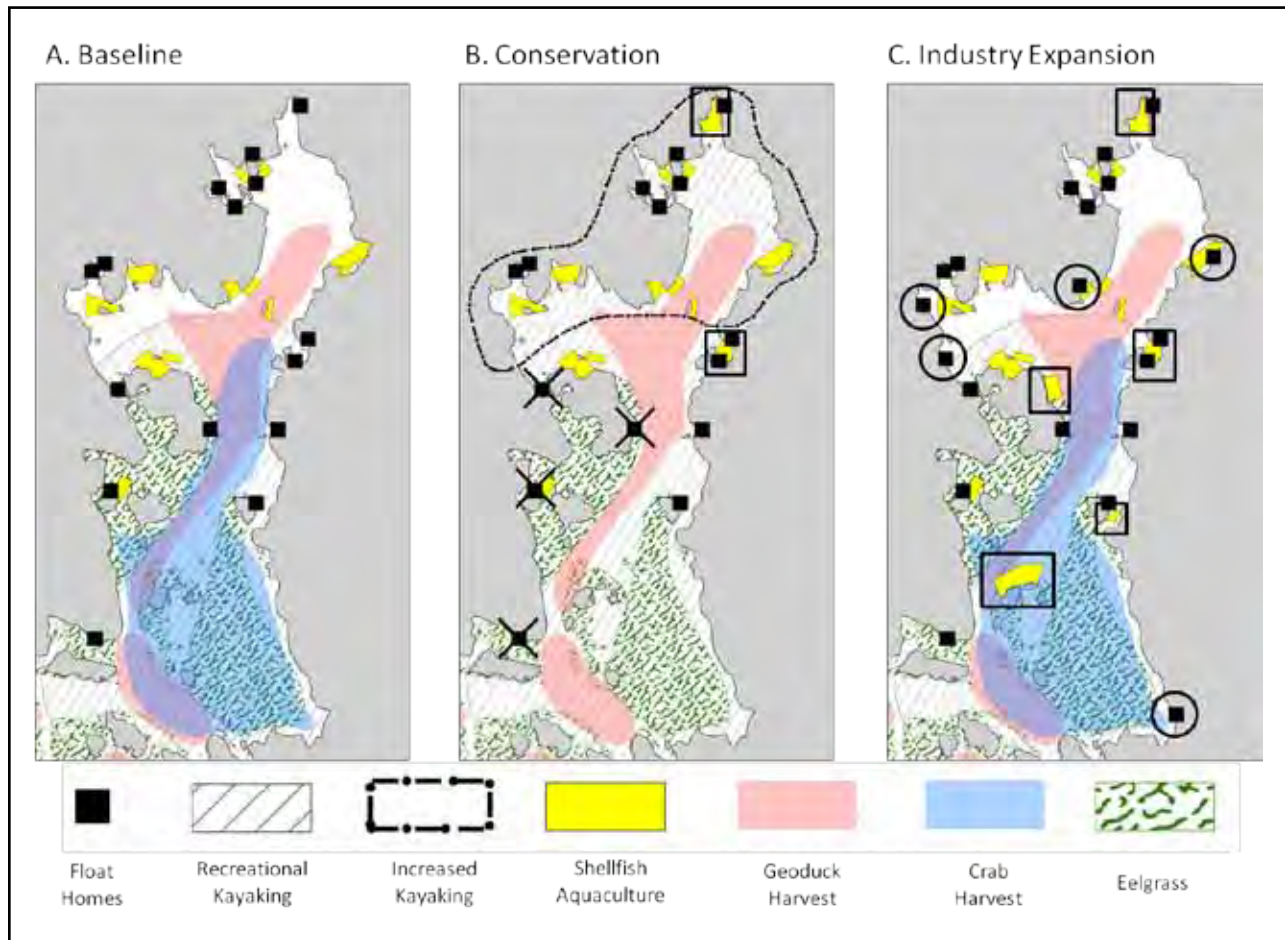 A. Baseline
B. Conservation
C. Industry Expansion
Float
Homes
Recreational
Kayaking
Increased
Kayaking
Shellfish
Aquaculture
Geoduck
Harvest
Crab
Harvest
Eelgrass